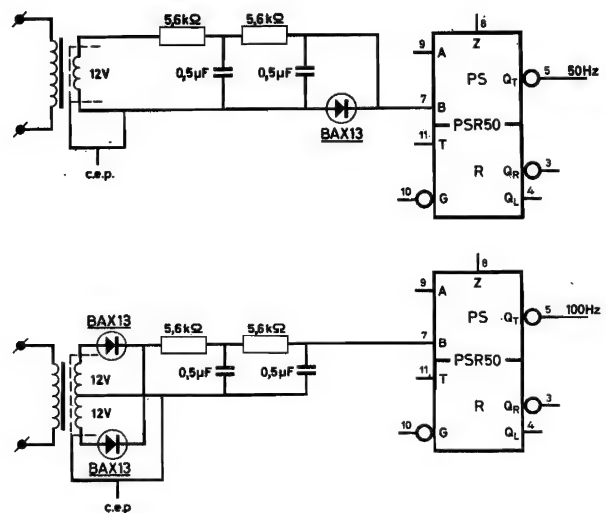 5,6kΩ 5,6kΩ
12V
0,5µF 0,5µF
BAX13
c.e.p.
8
Z
9 A
PS
QT 5 50Hz
7 B
PSR50
11 T
R
QR 3
10 G
QL 4
BAX13
5,6kΩ 5,6kΩ
12V
12V
0,5µF 0,5µF
BAX13
c.e.p
8
Z
9 A
PS
QT 5 100Hz
7 B
PSR50
11 T
R
QR 3
10 G
QL 4